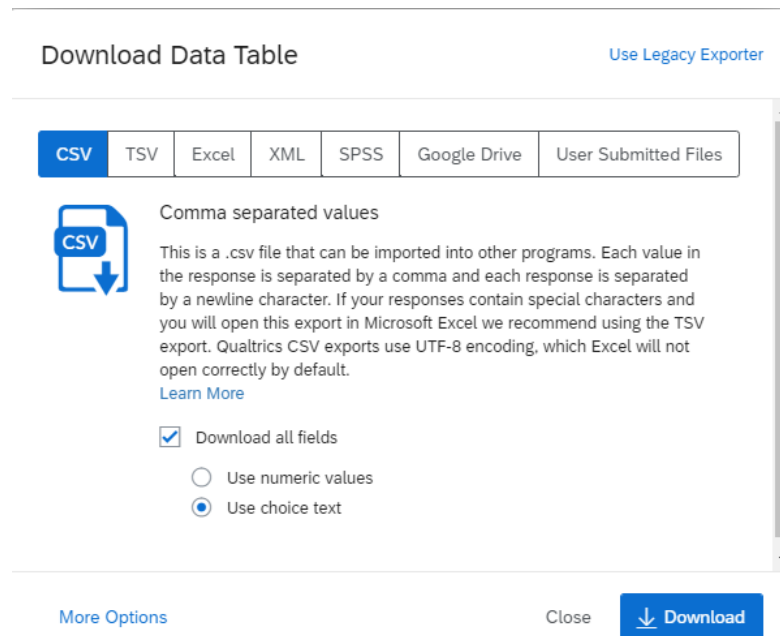 Download Data Table
Use Legacy Exporter
CSV
TSV
Excel
XML
SPSS
Google Drive
User Submitted Files
CSV
Comma separated values
This is a .csv file that can be imported into other programs. Each value in
the response is separated by a comma and each response is separated
by a newline character. If your responses contain special characters and
you will open this export in Microsoft Excel we recommend using the TSV
export. Qualtrics CSV exports use UTF-8 encoding, which Excel will not
open correctly by default.
Learn More
Download all fields
Use numeric values
Use choice text
More Options
Close
Download